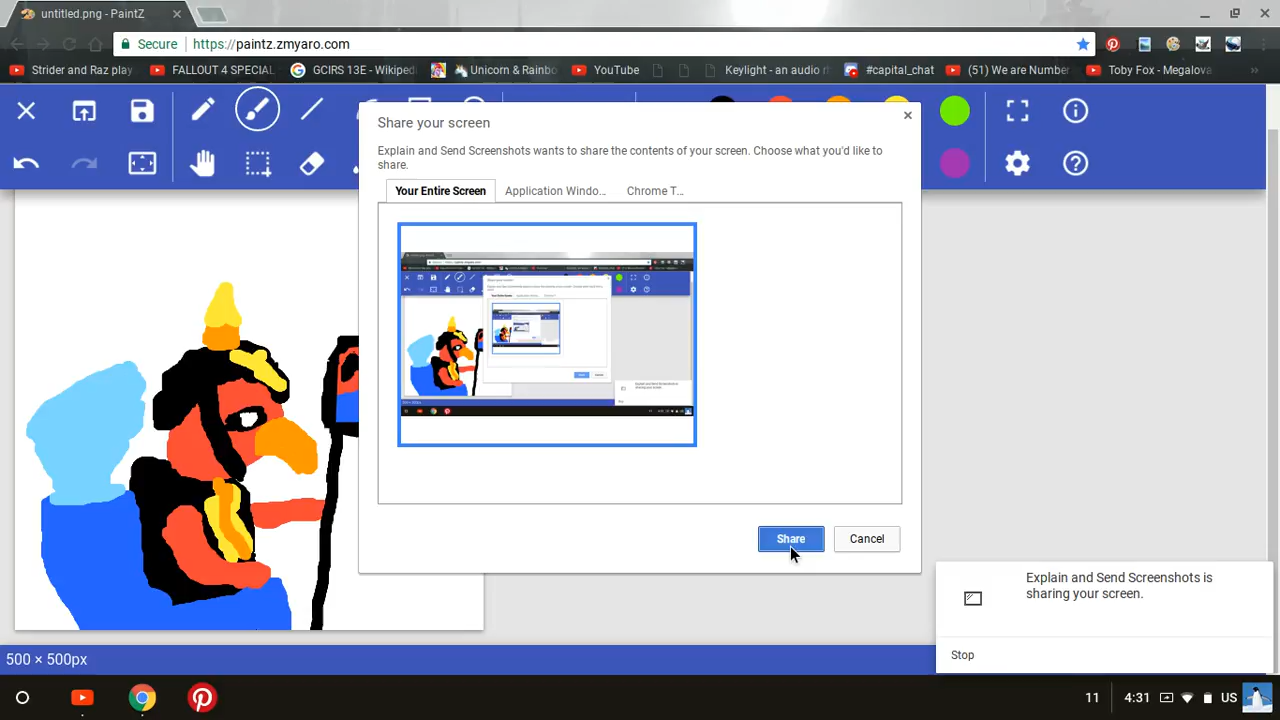 untitled.png - PaintZ
Secure
https://paintz.zmyaro.com
Strider and Raz play
FALLOUT 4 SPECIAL
GCIRS 13E - Wikiped
Unicorn & Rainbo
YouTube
Keylight - an audio r
#capital_chat
(51) We are Number
Toby Fox - Megalova
Share your screen
Explain and Send Screenshots wants to share the contents of your screen. Choose what you'd like to
share.
Your Entire Screen
Application Windo...
Chrome T...
Share
Cancel
Explain and Send Screenshots is
sharing your screen.
Stop
500 × 500px
11
4:31
US